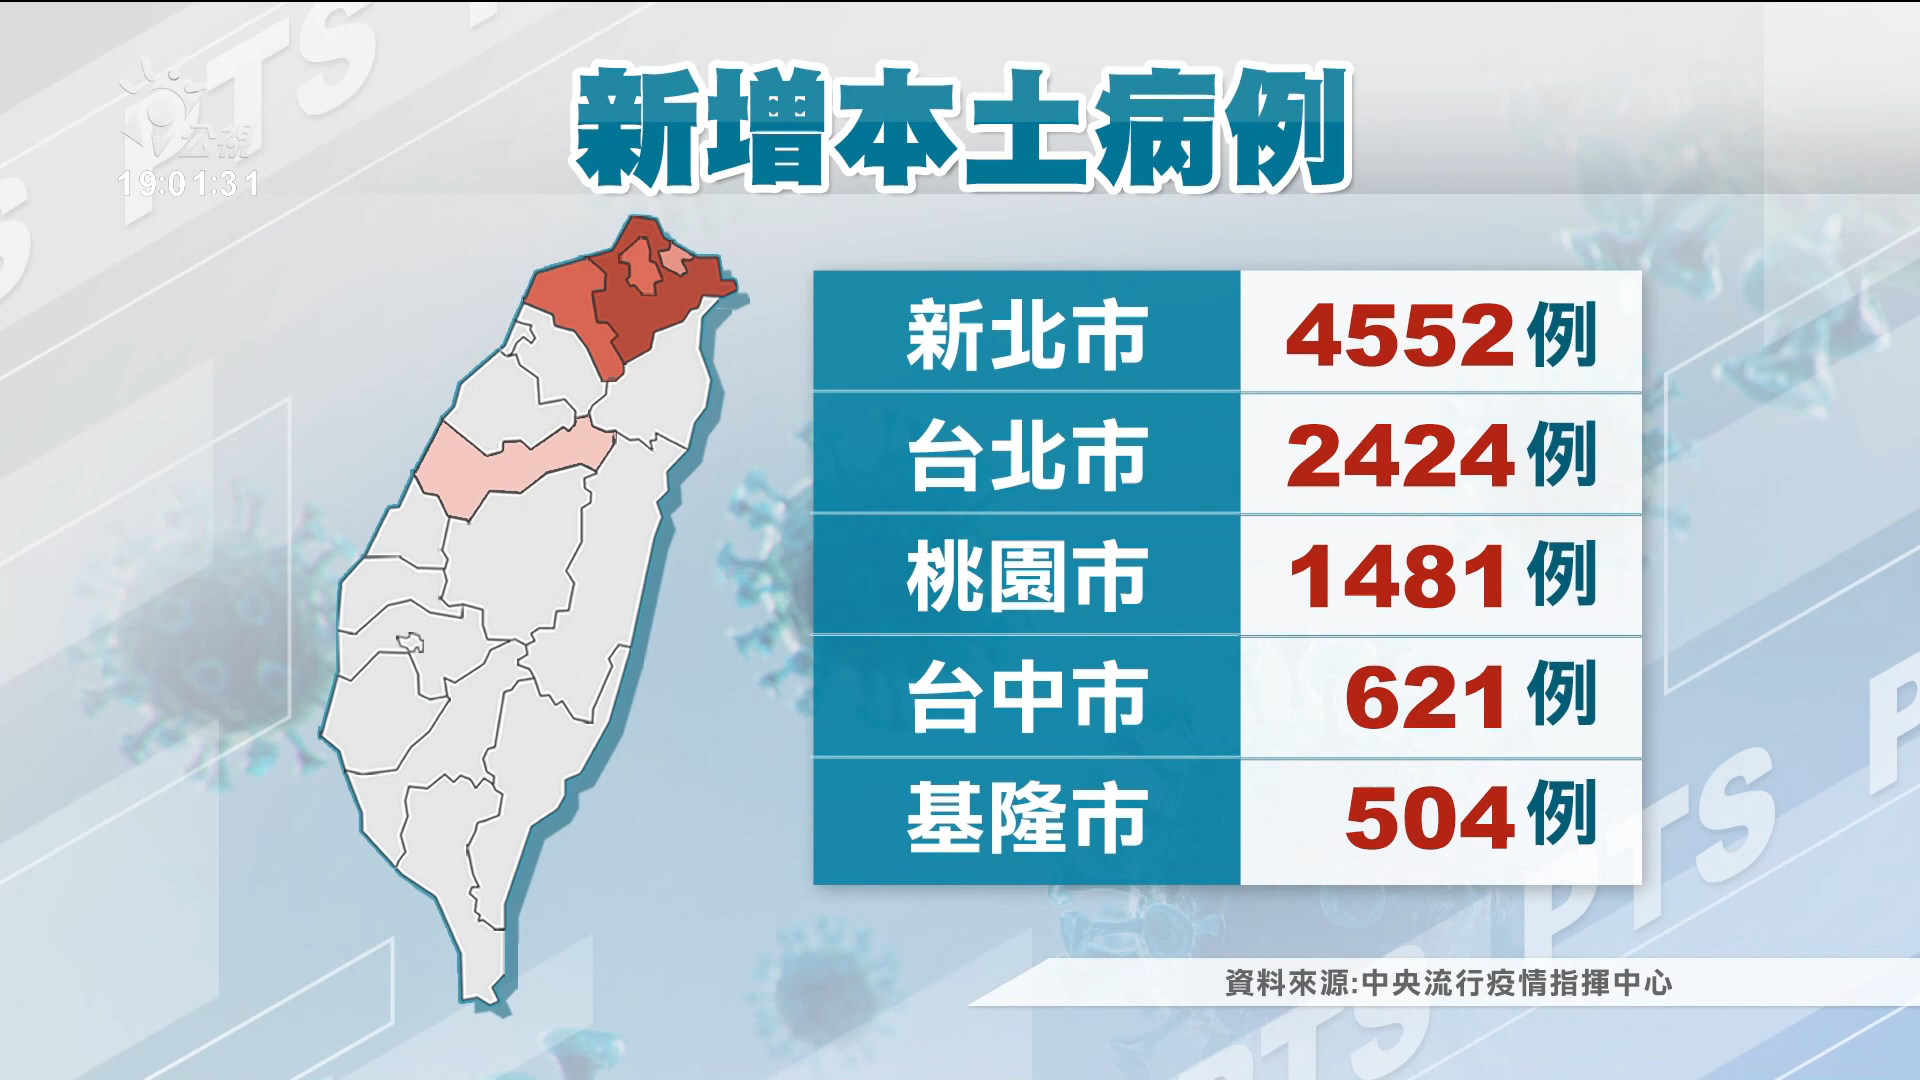 PTS
公視
19:01:31
新增本土病例
新北市 4552例
台北市 2424例
桃園市 1481例
台中市 621例
基隆市 504例
資料來源:中央流行疫情指揮中心
PTS
PTS